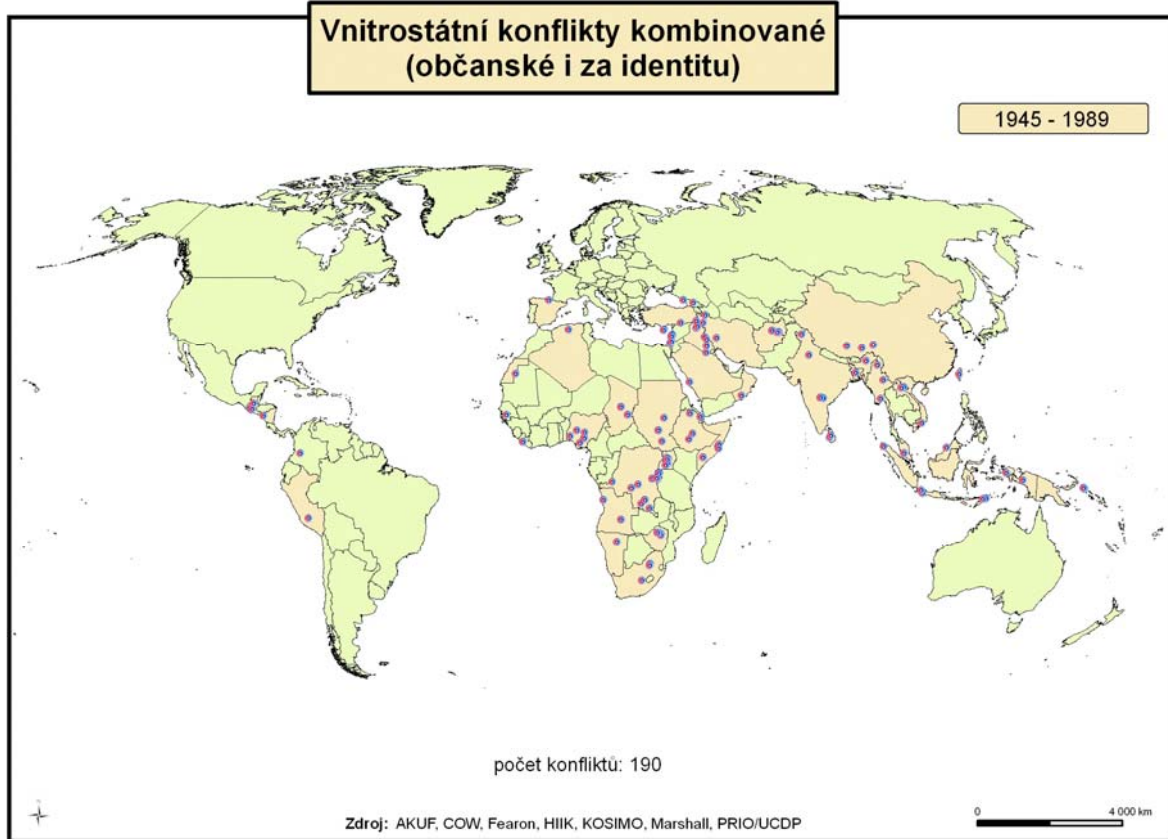 Vnitrostátní konflikty kombinované
(občanské i za identitu)
1945 - 1989
počet konfliktů: 190
Zdroj: AKUF, COW, Fearon, HIIK, KOSIMO, Marshall, PRIO/UCDP
0 4 000 km